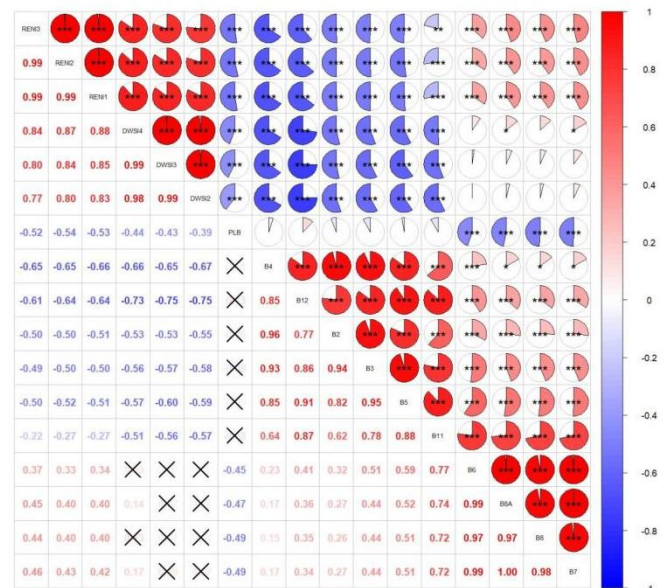 RENI3 *** *** *** *** *** *** *** *** *** *** *** ** *** *** *** *** 1
0.99 RENI2 *** *** *** *** *** *** *** *** *** *** *** *** *** *** *** 0.8
0.99 0.99 RENI1 *** *** *** *** *** *** *** *** *** *** *** *** *** ***
0.84 0.87 0.88 DWSI4 *** *** *** *** *** *** *** *** *** * * 0.6
0.80 0.84 0.85 0.99 DWSI3 *** *** *** *** *** *** *** ***
0.77 0.80 0.83 0.98 0.99 DWSI2 *** *** *** *** *** *** *** 0.4
-0.52 -0.54 -0.53 -0.44 -0.43 -0.39 PLB *** *** *** *** 0.2
-0.65 -0.65 -0.66 -0.66 -0.65 -0.67 B4 *** *** *** *** *** *** * * *
-0.61 -0.64 -0.64 -0.73 -0.75 -0.75 0.85 B12 *** *** *** *** *** *** *** *** 0
-0.50 -0.50 -0.51 -0.53 -0.53 -0.55 0.96 0.77 B2 *** *** *** *** *** *** ***
-0.49 -0.50 -0.50 -0.56 -0.57 -0.58 0.93 0.86 0.94 B3 *** *** *** *** *** *** -0.2
-0.50 -0.52 -0.51 -0.57 -0.60 -0.59 0.85 0.91 0.82 0.95 B5 *** *** *** *** *** -0.4
-0.22 -0.27 -0.27 -0.51 -0.56 -0.57 0.64 0.87 0.62 0.78 0.88 B11 *** *** *** ***
0.37 0.33 0.34 -0.45 0.23 0.41 0.32 0.51 0.59 0.77 B6 *** *** *** -0.6
0.45 0.40 0.40 0.14 -0.47 0.17 0.36 0.27 0.44 0.52 0.74 0.99 B8A *** ***
0.44 0.40 0.40 -0.49 0.15 0.35 0.26 0.44 0.51 0.72 0.97 0.97 B8 *** -0.8
0.46 0.43 0.42 0.17 -0.49 0.17 0.34 0.27 0.44 0.51 0.72 0.99 1.00 0.98 B7 -1